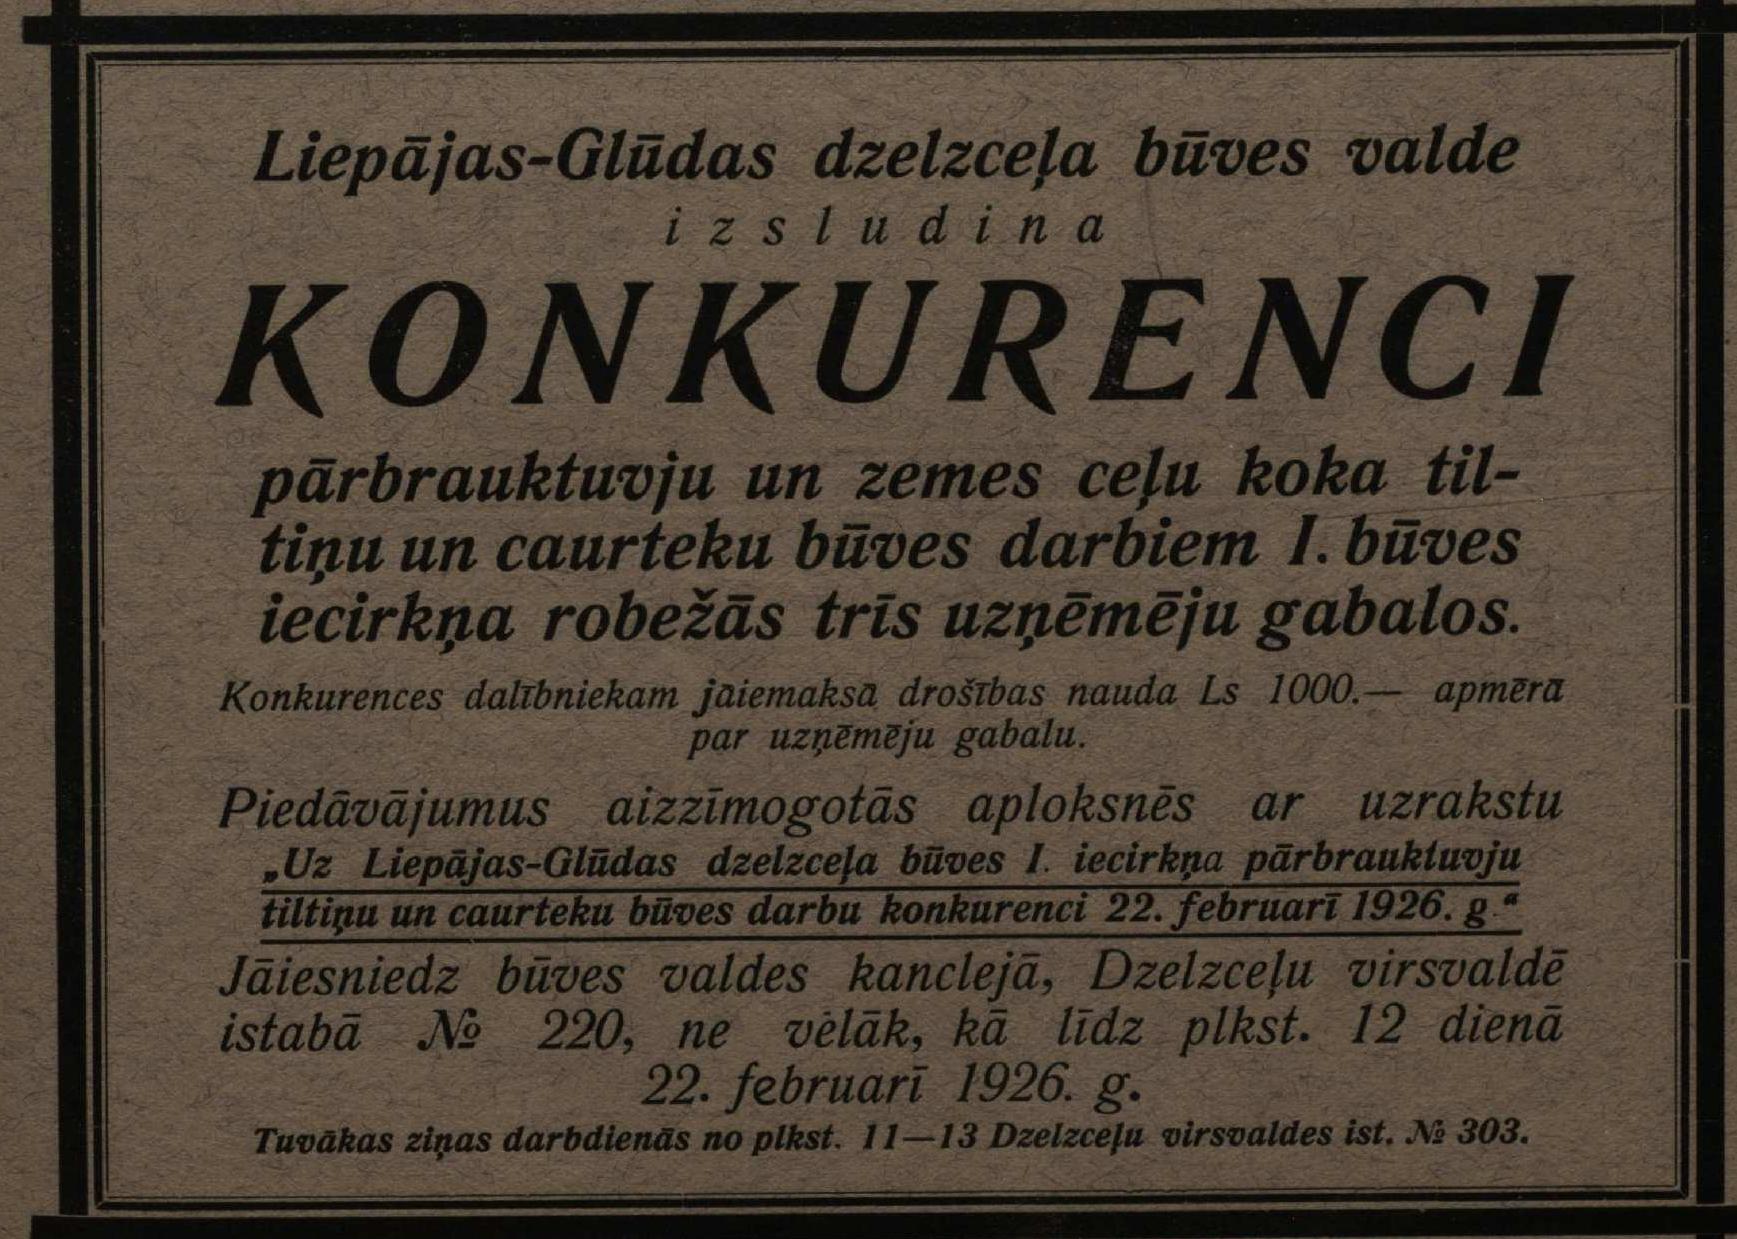 Liepājas-Glūdas dzelzceļa būves valde
izsludina
KONKURENCI
pārbrauktuvju un zemes ceļu koka til-
tiņu un caurteku būves darbiem I. būves
iecirkņa robežās trīs uzņēmēju gabalos.
Konkurences dalībniekam jāiemaksā drošības nauda Ls 1000.— apmērā
par uzņēmēju gabalu.
Piedāvājumus aizzīmogotās aploksnēs ar uzrakstu
„Uz Liepājas-Glūdas dzelzceļa būves I. iecirkņa pārbrauktuvju
tiltiņu un caurteku būves darbu konkurenci 22. februarī 1926. g.“
Jāiesniedz būves valdes kanclejā, Dzelzceļu virsvaldē
istabā № 220, ne vēlāk, kā līdz plkst. 12 dienā
22. februarī 1926. g.
Tuvākas ziņas darbdienās no plkst. 11—13 Dzelzceļu virsvaldes ist. № 303.